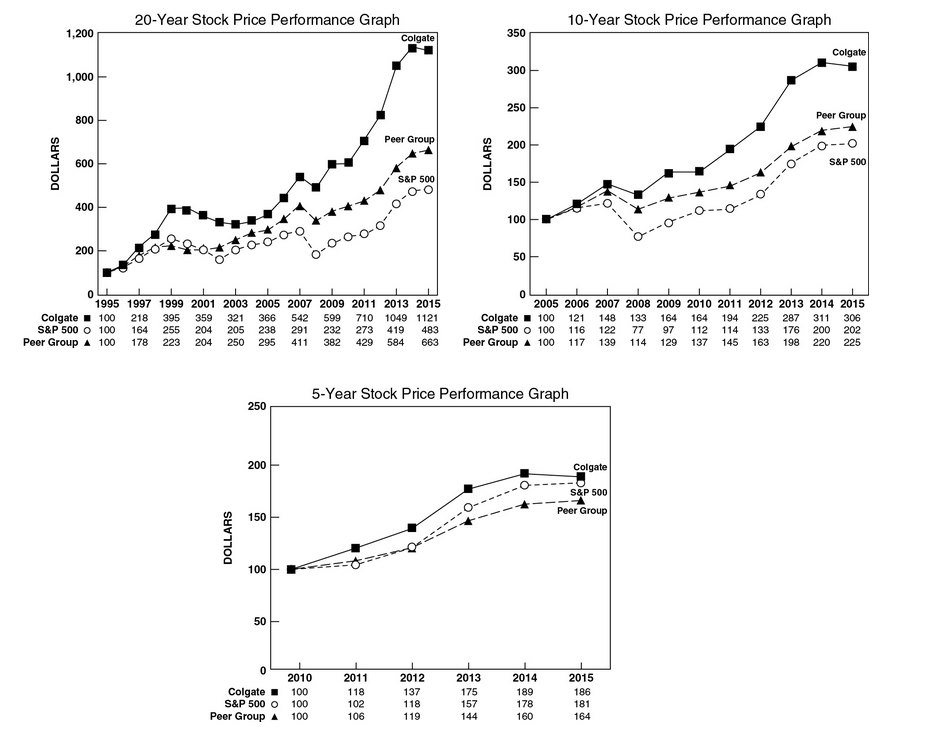 20-Year Stock Price Performance Graph
1,200
1,000
800
600
400
200
0
DOLLARS
Colgate
Peer Group
S&P 500
1995 1997 1999 2001 2003 2005 2007 2009 2011 2013 2015
Colgate 100 218 395 359 321 366 542 599 710 1049 1121
S&P 500 100 164 255 204 205 238 291 232 273 419 483
Peer Group 100 178 223 204 250 295 411 382 429 584 663
10-Year Stock Price Performance Graph
350
300
250
200
150
100
50
0
DOLLARS
Colgate
Peer Group
S&P 500
2005 2006 2007 2008 2009 2010 2011 2012 2013 2014 2015
Colgate 100 121 148 133 164 164 194 225 287 311 306
S&P 500 100 116 122 77 97 112 114 133 176 200 202
Peer Group 100 117 139 114 129 137 145 163 198 220 225
5-Year Stock Price Performance Graph
250
200
150
100
50
0
DOLLARS
Colgate
S&P 500
Peer Group
2010 2011 2012 2013 2014 2015
Colgate 100 118 137 175 189 186
S&P 500 100 102 118 157 178 181
Peer Group 100 106 119 144 160 164